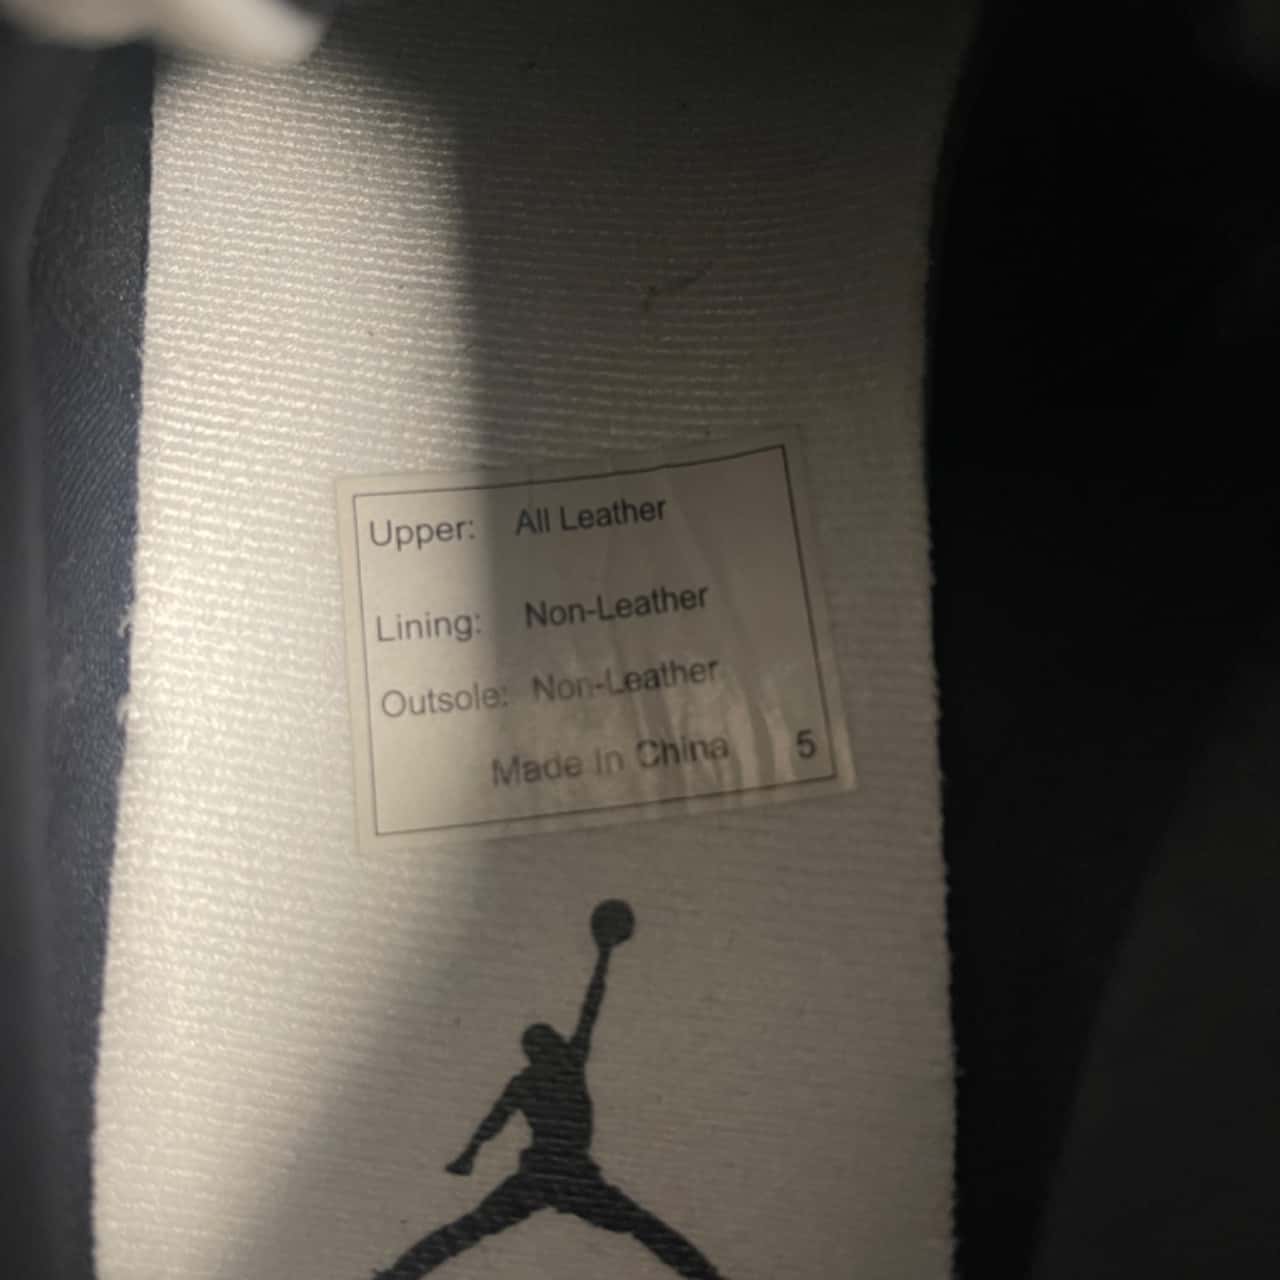 Upper: All Leather
Lining: Non-Leather
Outsole: Non-Leather
Made In China 5